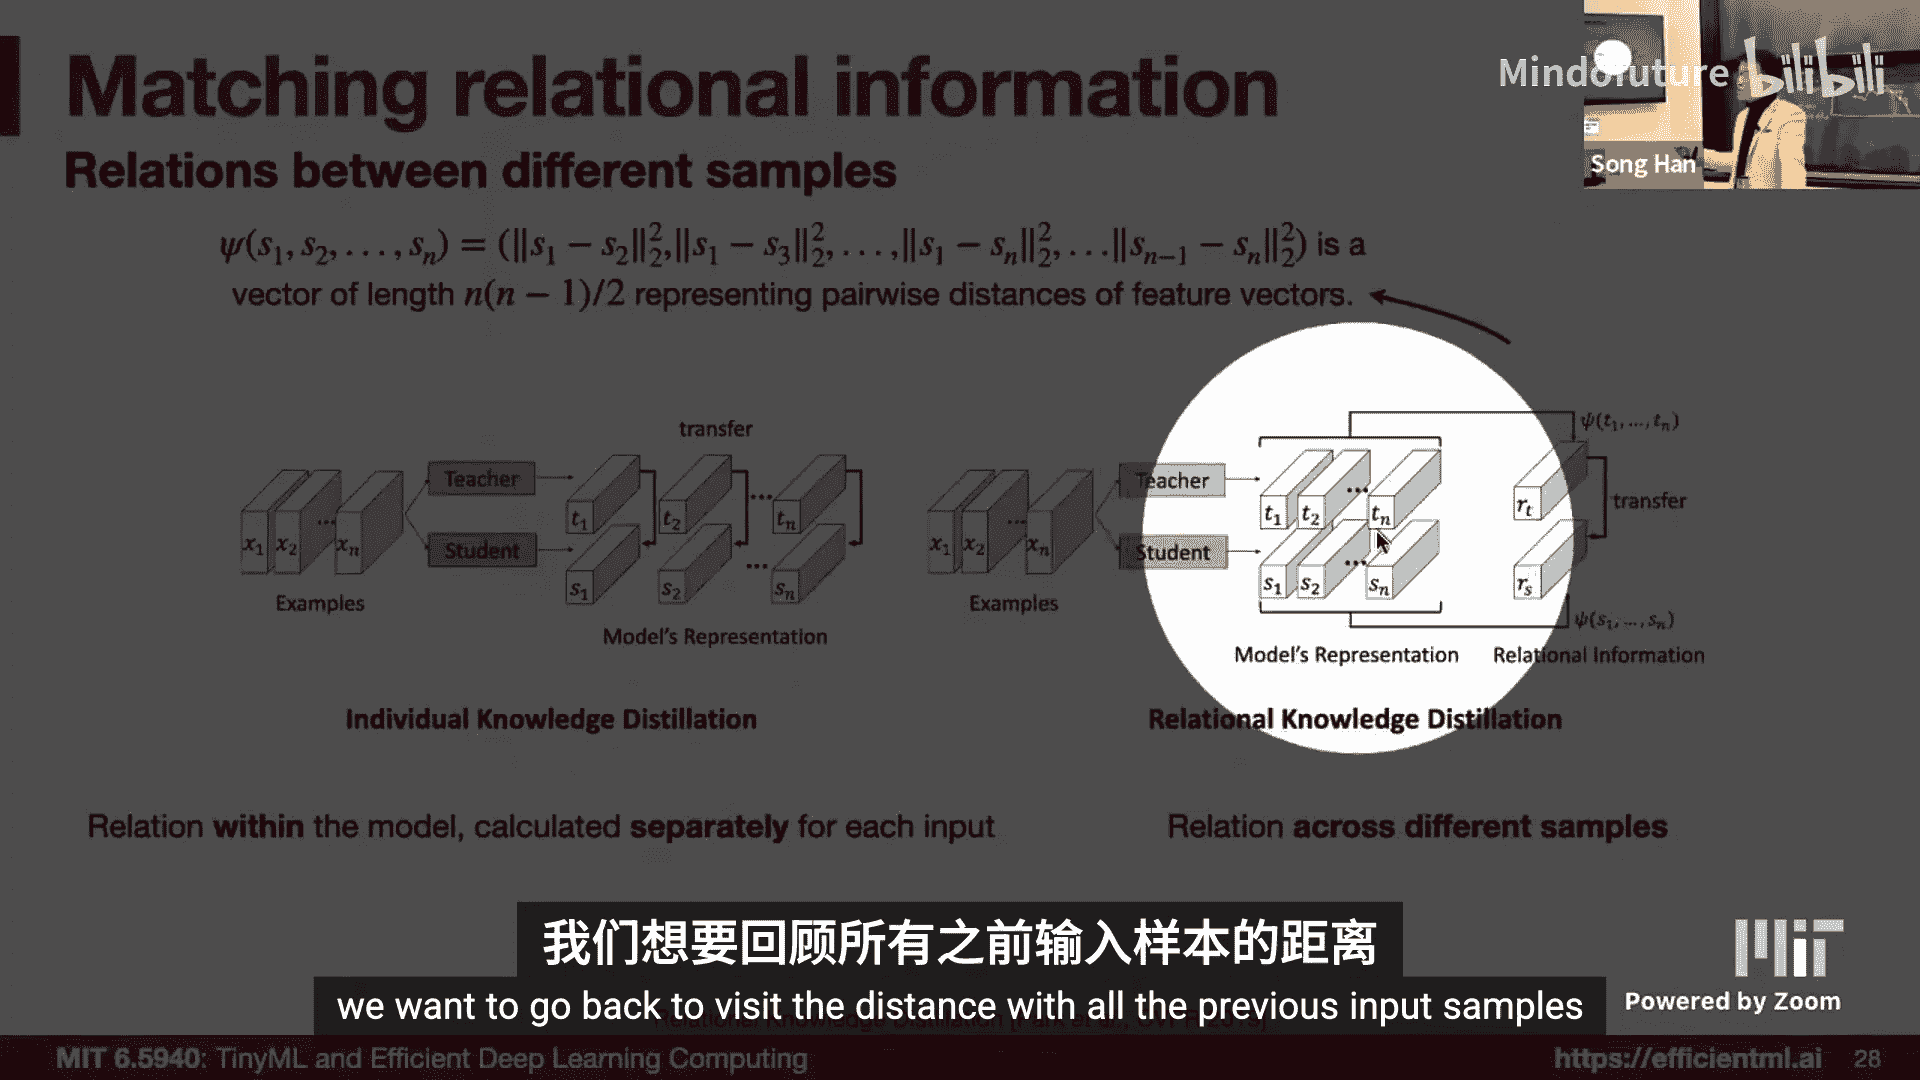 Matching relational information
Mindofuture bilibili
Song Han
Relations between different samples
ψ(s₁, s₂, . . . , sₙ) = (∥s₁ − s₂∥₂², ∥s₁ − s₃∥₂², . . . , ∥s₁ − sₙ∥₂², . . . ∥sₙ₋₁ − sₙ∥₂²) is a
vector of length n(n − 1)/2 representing pairwise distances of feature vectors.
transfer
Teacher
Student
x₁ x₂ ... xₙ
Examples
t₁ t₂ ... tₙ
s₁ s₂ ... sₙ
Model's Representation
Individual Knowledge Distillation
Teacher
Student
x₁ x₂ ... xₙ
Examples
t₁ t₂ ... tₙ
s₁ s₂ ... sₙ
Model's Representation
ψ(t₁, ..., tₙ)
rₜ
transfer
rₛ
ψ(s₁, ..., sₙ)
Relational Information
Relational Knowledge Distillation
Relation within the model, calculated separately for each input
Relation across different samples
我们想要回顾所有之前输入样本的距离
we want to go back to visit the distance with all the previous input samples
MIT
Powered by Zoom
MIT 6.5940: TinyML and Efficient Deep Learning Computing
https://efficientml.ai
28